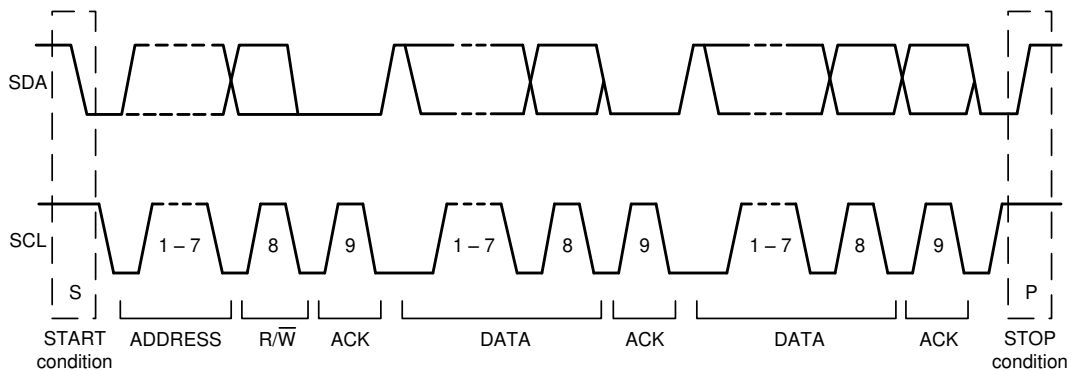 SDA
SCL
1 – 7
8
9
1 – 7
8
9
1 – 7
8
9
S
P
START
condition
ADDRESS
R/W̅
ACK
DATA
ACK
DATA
ACK
STOP
condition